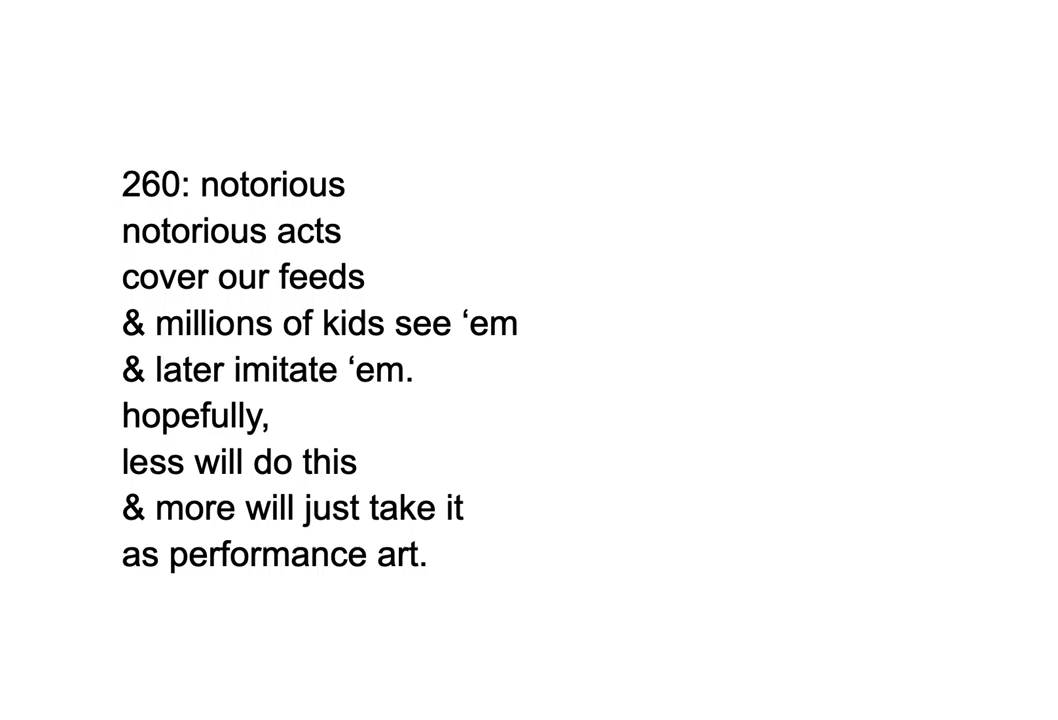 260: notorious
notorious acts
cover our feeds
& millions of kids see ‘em
& later imitate ‘em.
hopefully,
less will do this
& more will just take it
as performance art.